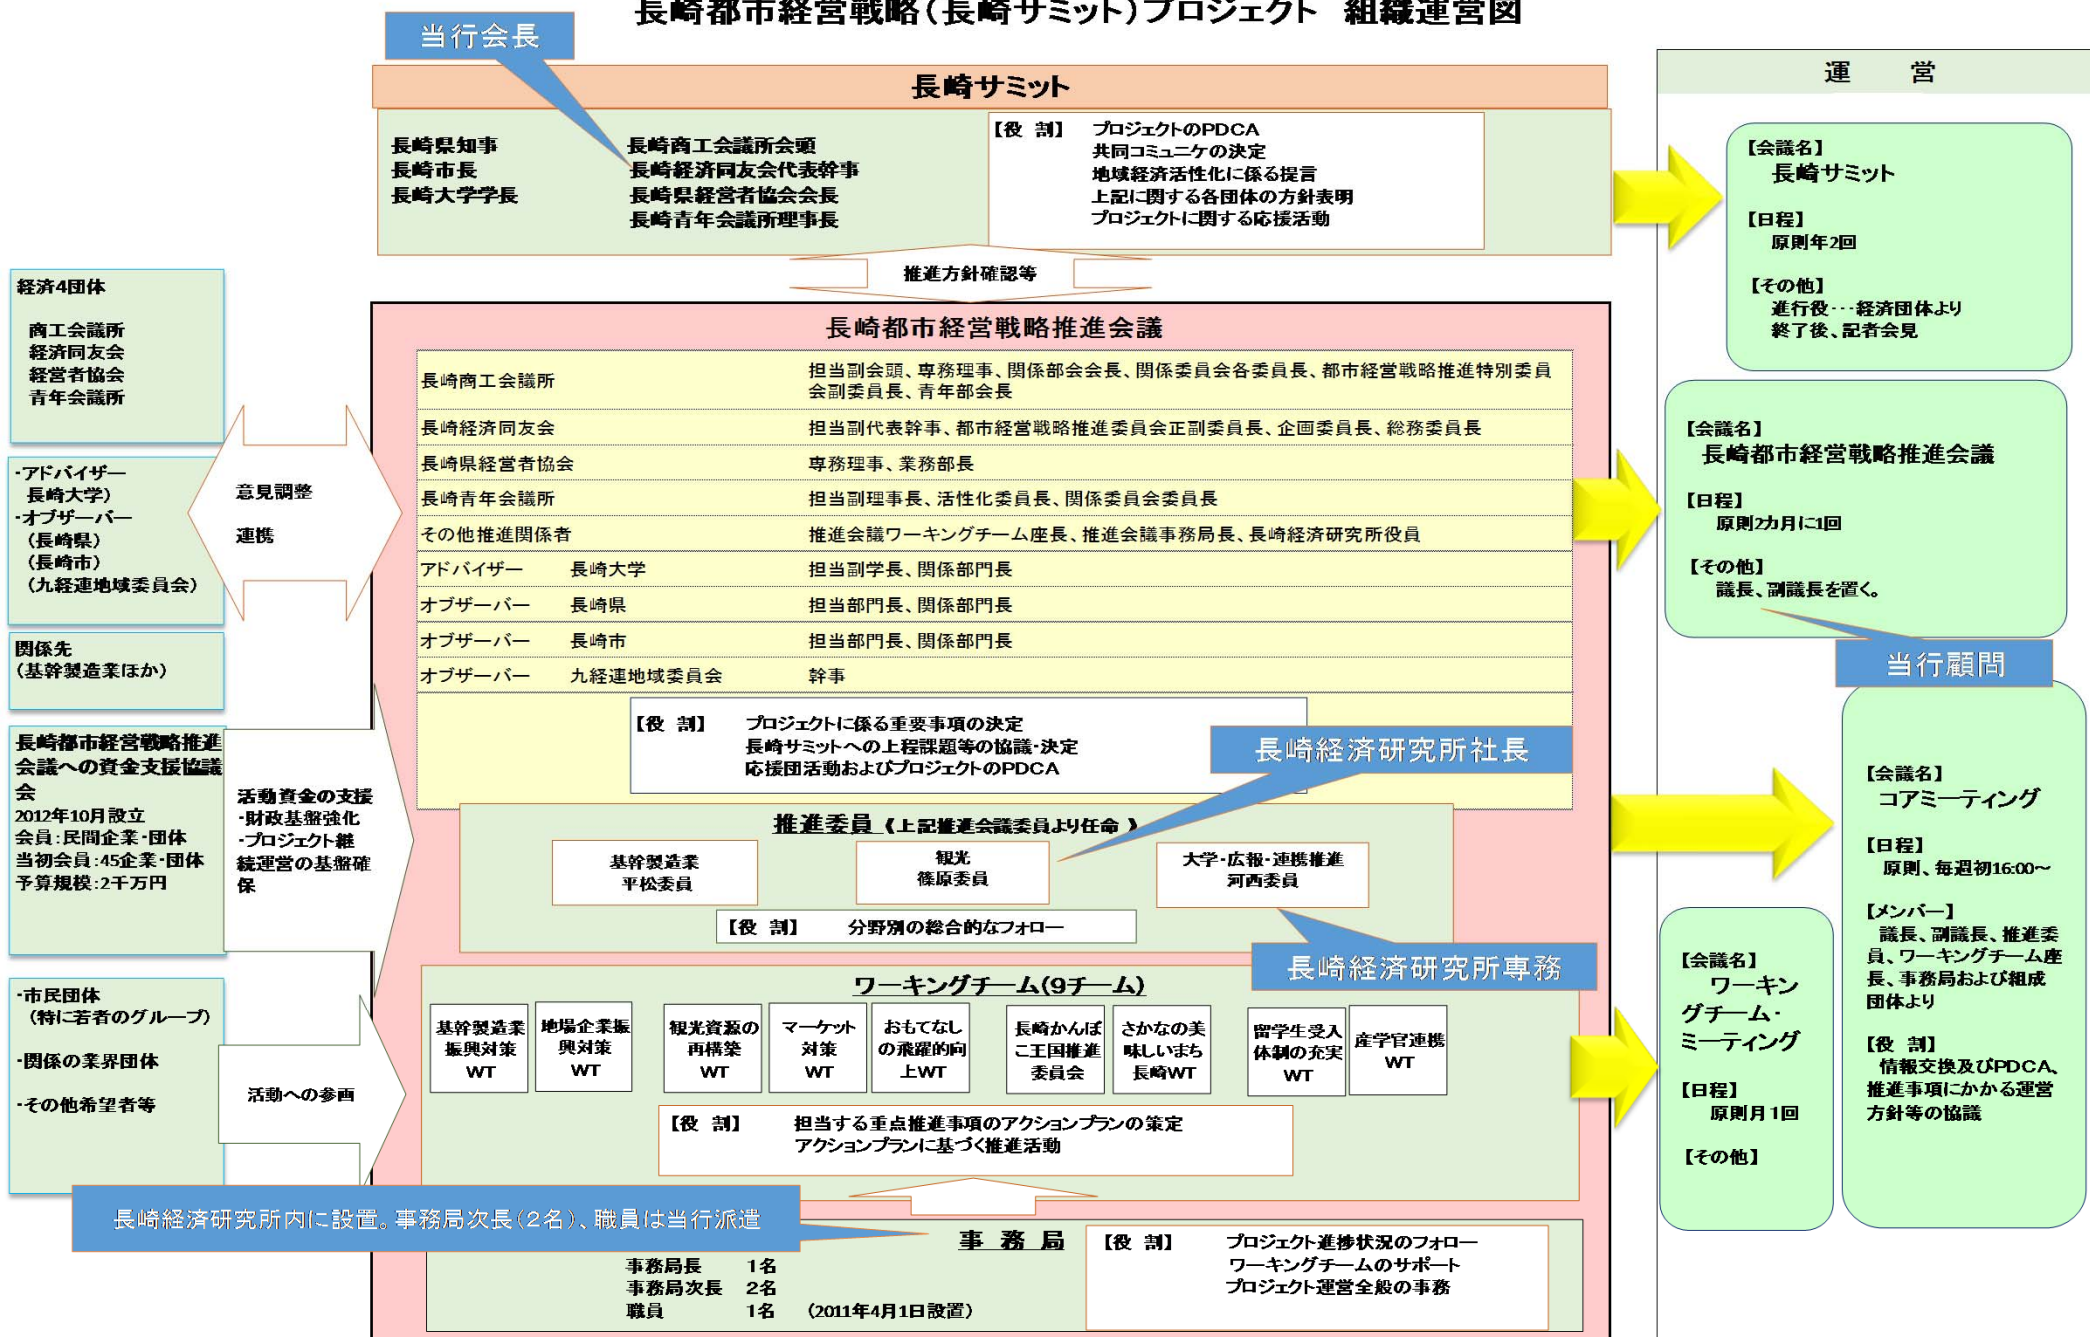 長崎都市経営戦略(長崎サミット)プロジェクト 組織運営図
当行会長
長崎サミット
長崎県知事
長崎市長
長崎大学学長
長崎商工会議所会頭
長崎経済同友会代表幹事
長崎県経営者協会会長
長崎青年会議所理事長
【役 割】 プロジェクトのPDCA
共同コミュニケの決定
地域経済活性化に係る提言
上記に関する各団体の方針表明
プロジェクトに関する応援活動
推進方針確認等
経済4団体
商工会議所
経済同友会
経営者協会
青年会議所
・アドバイザー
長崎大学)
・オブザーバー
(長崎県)
(長崎市)
(九経連地域委員会)
関係先
(基幹製造業ほか)
意見調整
連携
長崎都市経営戦略推進会議への資金支援協議会
2012年10月設立
会員:民間企業・団体
当初会員:45企業・団体
予算規模:2千万円
活動資金の支援
・財政基盤強化
・プロジェクト継
続運営の基盤確
保
・市民団体
(特に若者のグループ)
・関係の業界団体
・その他希望者等
活動への参画
長崎都市経営戦略推進会議
長崎商工会議所 担当副会頭、専務理事、関係部会会長、関係委員会各委員長、都市経営戦略推進特別委員
会副委員長、青年部会長
長崎経済同友会 担当副代表幹事、都市経営戦略推進委員会正副委員長、企画委員長、総務委員長
長崎県経営者協会 専務理事、業務部長
長崎青年会議所 担当副理事長、活性化委員長、関係委員会委員長
その他推進関係者 推進会議ワーキングチーム座長、推進会議事務局長、長崎経済研究所役員
アドバイザー 長崎大学 担当副学長、関係部門長
オブザーバー 長崎県 担当部門長、関係部門長
オブザーバー 長崎市 担当部門長、関係部門長
オブザーバー 九経連地域委員会 幹事
【役 割】 プロジェクトに係る重要事項の決定
長崎サミットへの上程課題等の協議・決定
応援団活動およびプロジェクトのPDCA
長崎経済研究所社長
推進委員(上記推進会議委員より任命)
基幹製造業
平松委員
観光
篠原委員
大学・広報・連携推進
河西委員
【役 割】 分野別の総合的なフォロー
長崎経済研究所専務
ワーキングチーム(9チーム)
基幹製造業
振興対策
WT
地場企業振
興対策
WT
観光資源の
再構築
WT
マーケット
対策
WT
おもてなし
の飛躍的向
上WT
長崎かんぼ
こ王国推進
委員会
さかなの美
味しいまち
長崎WT
留学生受入
体制の充実
WT
産学官連携
WT
【役 割】 担当する重点推進事項のアクションプランの策定
アクションプランに基づく推進活動
長崎経済研究所内に設置。事務局次長(2名)、職員は当行派遣
事 務 局
事務局長 1名
事務局次長 2名
職員 1名 (2011年4月1日設置)
【役 割】 プロジェクト進捗状況のフォロー
ワーキングチームのサポート
プロジェクト運営全般の事務
運 営
【会議名】
長崎サミット
【日程】
原則年2回
【その他】
進行役・・・経済団体より
終了後、記者会見
【会議名】
長崎都市経営戦略推進会議
【日程】
原則2カ月に1回
【その他】
議長、副議長を置く。
当行顧問
【会議名】
コアミーティング
【日程】
原則、毎週初16:00~
【メンバー】
議長、副議長、推進委
員、ワーキングチーム座
長、事務局および組成
団体より
【役 割】
情報交換及びPDCA、
推進事項にかかる運営
方針等の協議
【会議名】
ワーキン
グチーム・
ミーティング
【日程】
原則月1回
【その他】